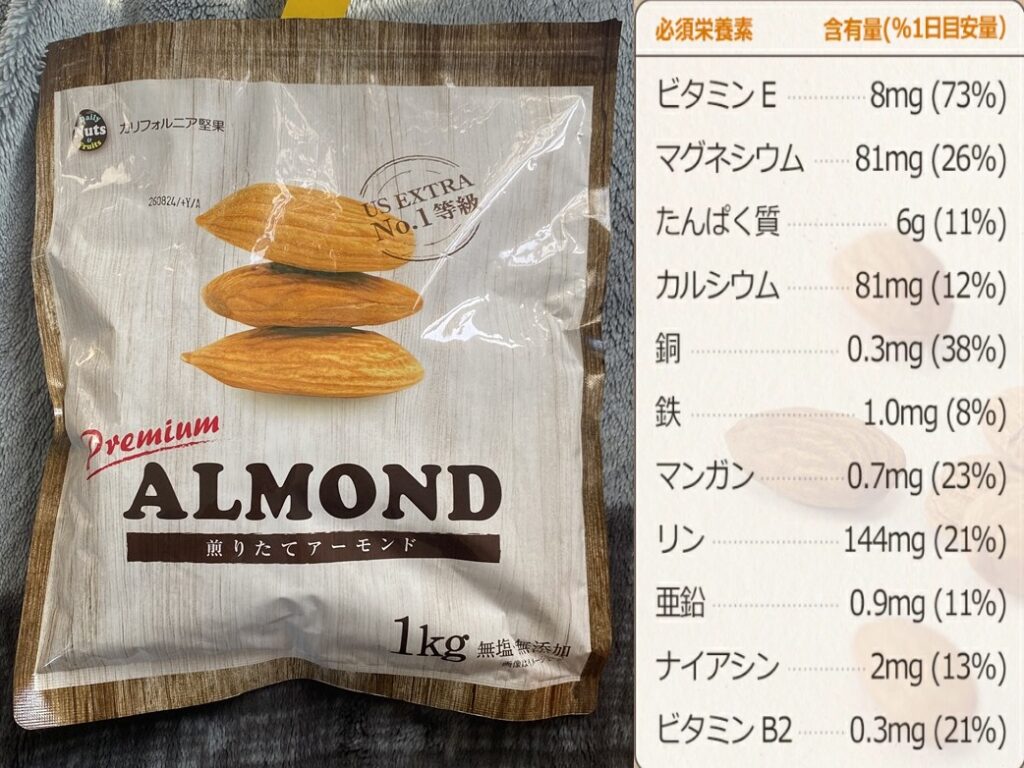 Daily
Nuts
&
Fruits
カリフォルニア堅果
260824/+Y/A
US EXTRA
No.1等級
Premium
ALMOND
煎りたてアーモンド
1kg 無塩・無添加
必須栄養素 含有量(%1日目安量)
ビタミンE 8mg (73%)
マグネシウム 81mg (26%)
たんぱく質 6g (11%)
カルシウム 81mg (12%)
銅 0.3mg (38%)
鉄 1.0mg (8%)
マンガン 0.7mg (23%)
リン 144mg (21%)
亜鉛 0.9mg (11%)
ナイアシン 2mg (13%)
ビタミンB2 0.3mg (21%)